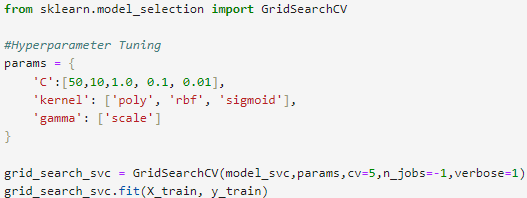 from sklearn.model_selection import GridSearchCV
#Hyperparameter Tuning
params = {
    'C':[50,10,1.0, 0.1, 0.01],
    'kernel': ['poly', 'rbf', 'sigmoid'],
    'gamma': ['scale']
}
grid_search_svc = GridSearchCV(model_svc,params,cv=5,n_jobs=-1,verbose=1)
grid_search_svc.fit(X_train, y_train)